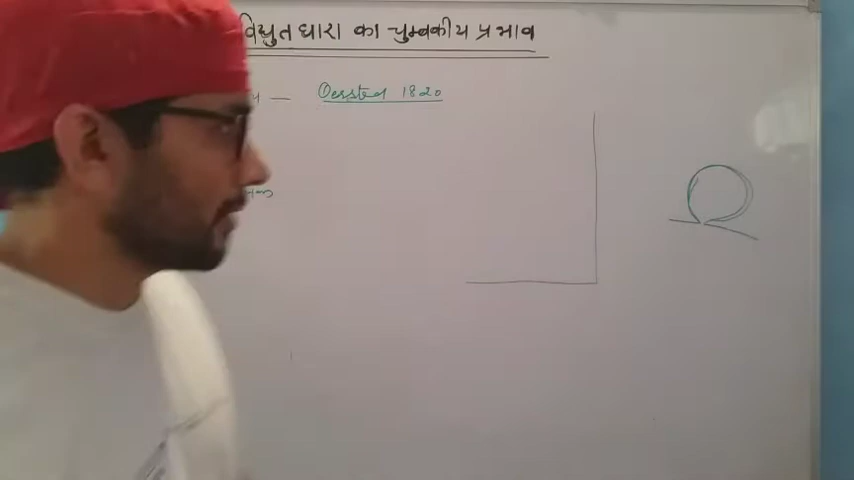 विद्युत धारा का चुम्बकीय प्रभाव
— Oersted 1820